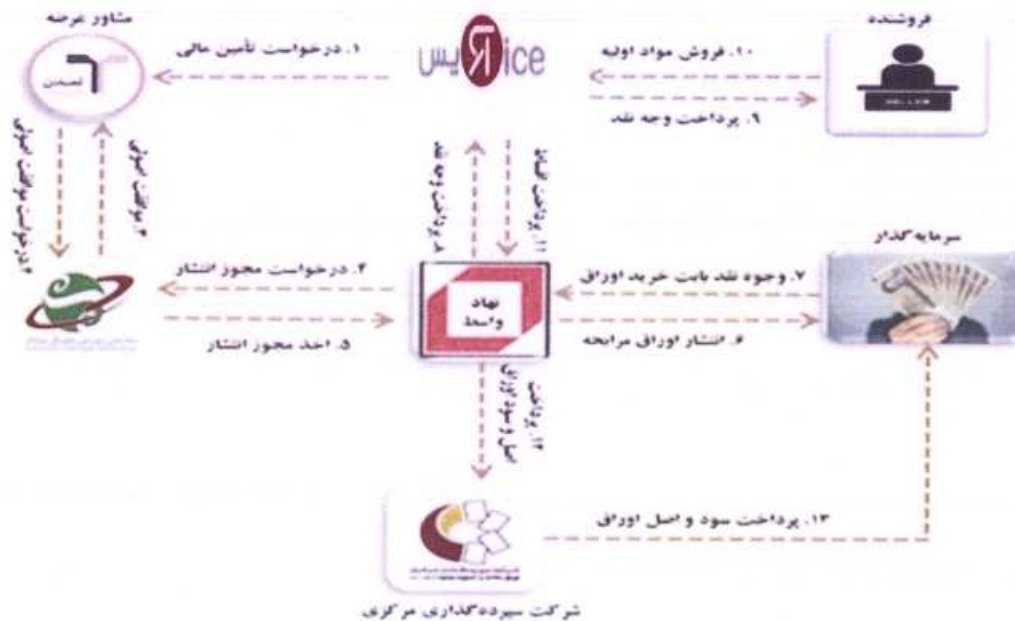 مشاور عرضه
فروشنده
۱. درخواست تأمین مالی
آریس Rice
۱۰. فروش مواد اولیه
۹. پرداخت وجه نقد
۲. درخواست موافقت اصولی
۳. موافقت اصولی
۸. پرداخت وجه نقد
۱۱. پرداخت اقساط
سرمایه‌گذار
۴. درخواست مجوز انتشار
نهاد
واسط
۷. وجوه نقد بابت خرید اوراق
۵. اخذ مجوز انتشار
۶. انتشار اوراق مرابحه
۱۲. پرداخت
اصل و سود اوراق
۱۳. پرداخت سود و اصل اوراق
شرکت سپرده‌گذاری مرکزی